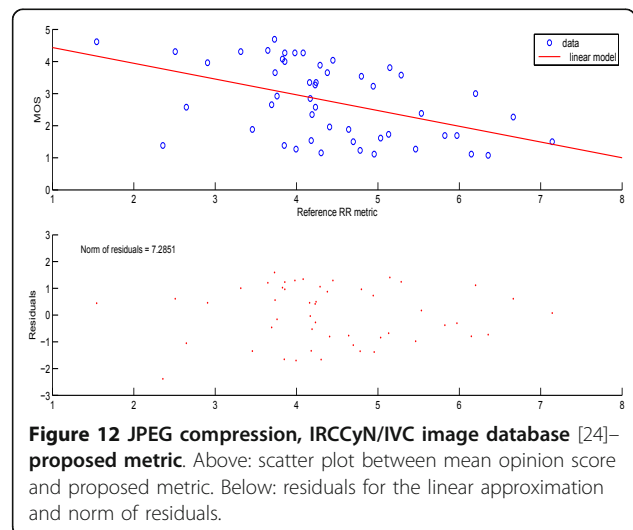 5
4
3
2
1
0
MOS
data
linear model
1 2 3 4 5 6 7 8
Reference RR metric
3
2
1
0
−1
−2
−3
Residuals
Norm of residuals = 7.2851
1 2 3 4 5 6 7 8
Figure 12 JPEG compression, IRCCyN/IVC image database [24]–
proposed metric. Above: scatter plot between mean opinion score
and proposed metric. Below: residuals for the linear approximation
and norm of residuals.